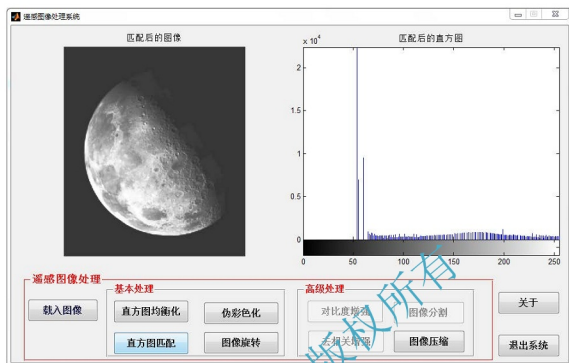 遥感图像处理系统
匹配后的图像
匹配后的直方图
× 10⁴
2
1.5
1
0.5
0
0 50 100 150 200 250
遥感图像处理
基本处理
高级处理
载入图像
直方图均衡化
伪彩色化
对比度增强
图像分割
关于
直方图匹配
图像旋转
去相关增强
图像压缩
退出系统
版权所有